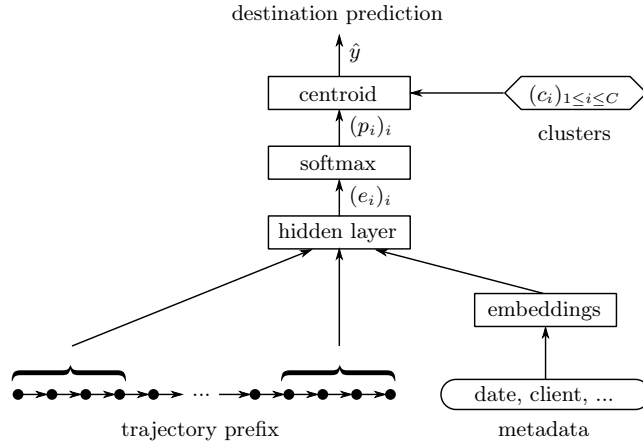 destination prediction
ŷ
centroid
(c_i)_{1≤i≤C}
clusters
(p_i)_i
softmax
(e_i)_i
hidden layer
embeddings
...
date, client, ...
trajectory prefix
metadata